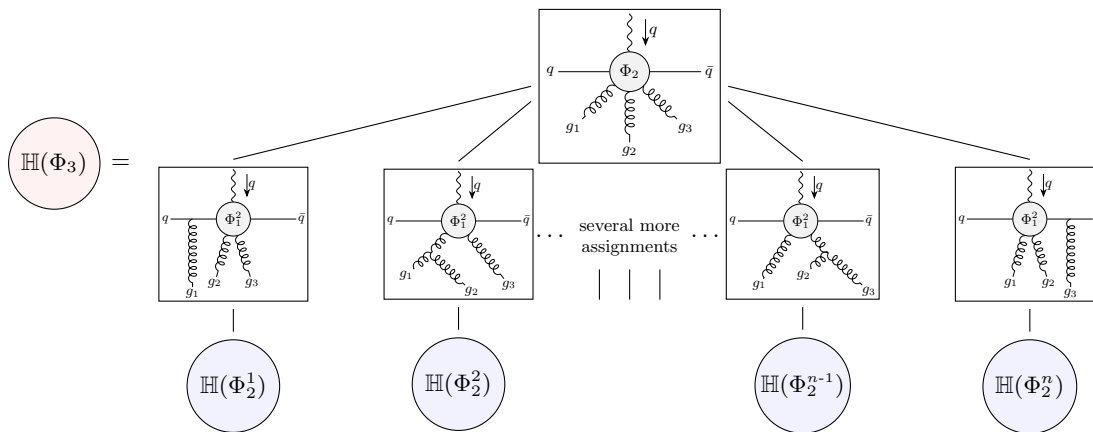 q
q Φ₂ q̄
g₁ g₂ g₃
ℍ(Φ₃) =
q
q Φ₁² q̄
g₁ g₂ g₃
q
q Φ₁² q̄
g₁ g₂ g₃
... several more ...
assignments
q
q Φ₁² q̄
g₁ g₂ g₃
q
q Φ₁²
g₁ g₂ g₃
ℍ(Φ₂¹) ℍ(Φ₂²) ℍ(Φ₂ⁿ⁻¹) ℍ(Φ₂ⁿ)